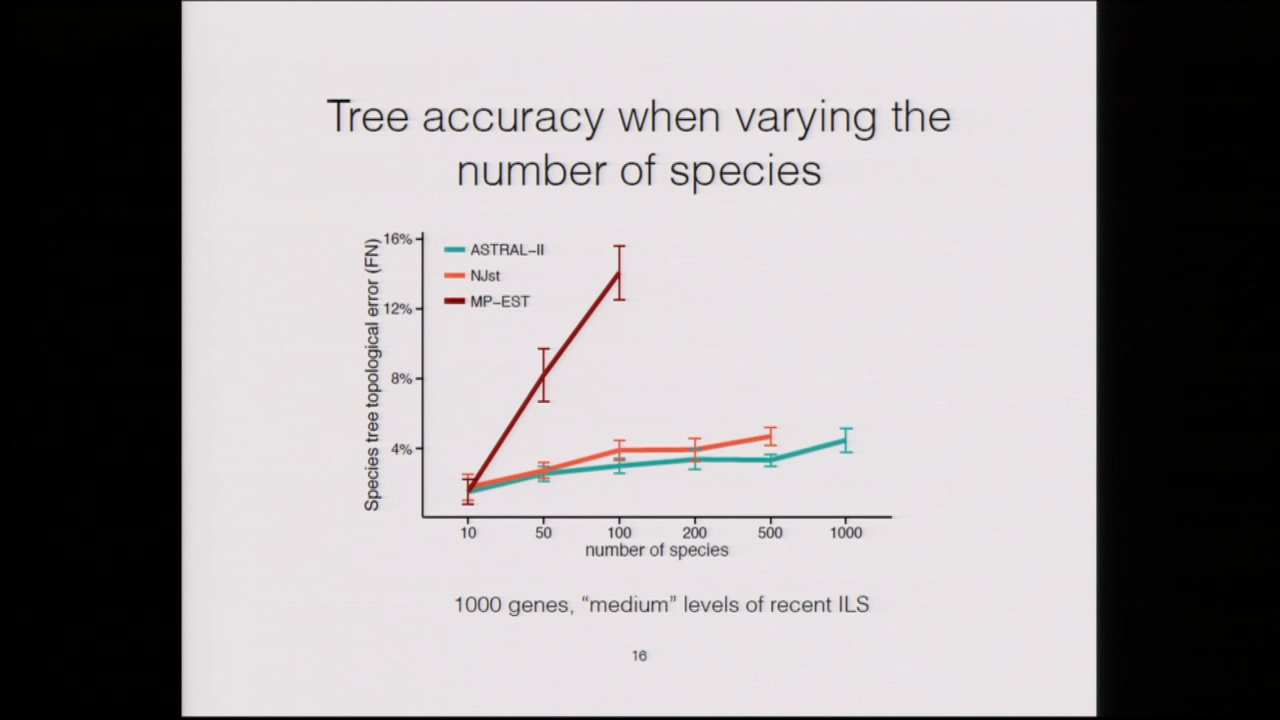 Tree accuracy when varying the
number of species
Species tree topological error (FN)
16%
12%
8%
4%
ASTRAL-II
NJst
MP-EST
10 50 100 200 500 1000
number of species
1000 genes, “medium” levels of recent ILS
16